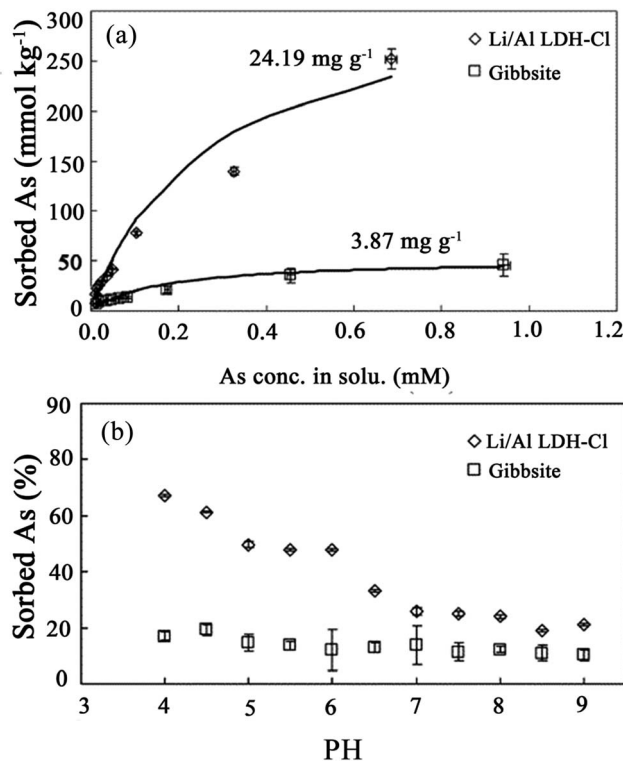 (a)
Li/Al LDH-Cl
Gibbsite
24.19 mg g⁻¹
3.87 mg g⁻¹
Sorbed As (mmol kg⁻¹)
300
250
200
150
100
50
0
0.0 0.2 0.4 0.6 0.8 1.0 1.2
As conc. in solu. (mM)
(b)
Li/Al LDH-Cl
Gibbsite
Sorbed As (%)
90
80
60
40
20
0
3 4 5 6 7 8 9
PH